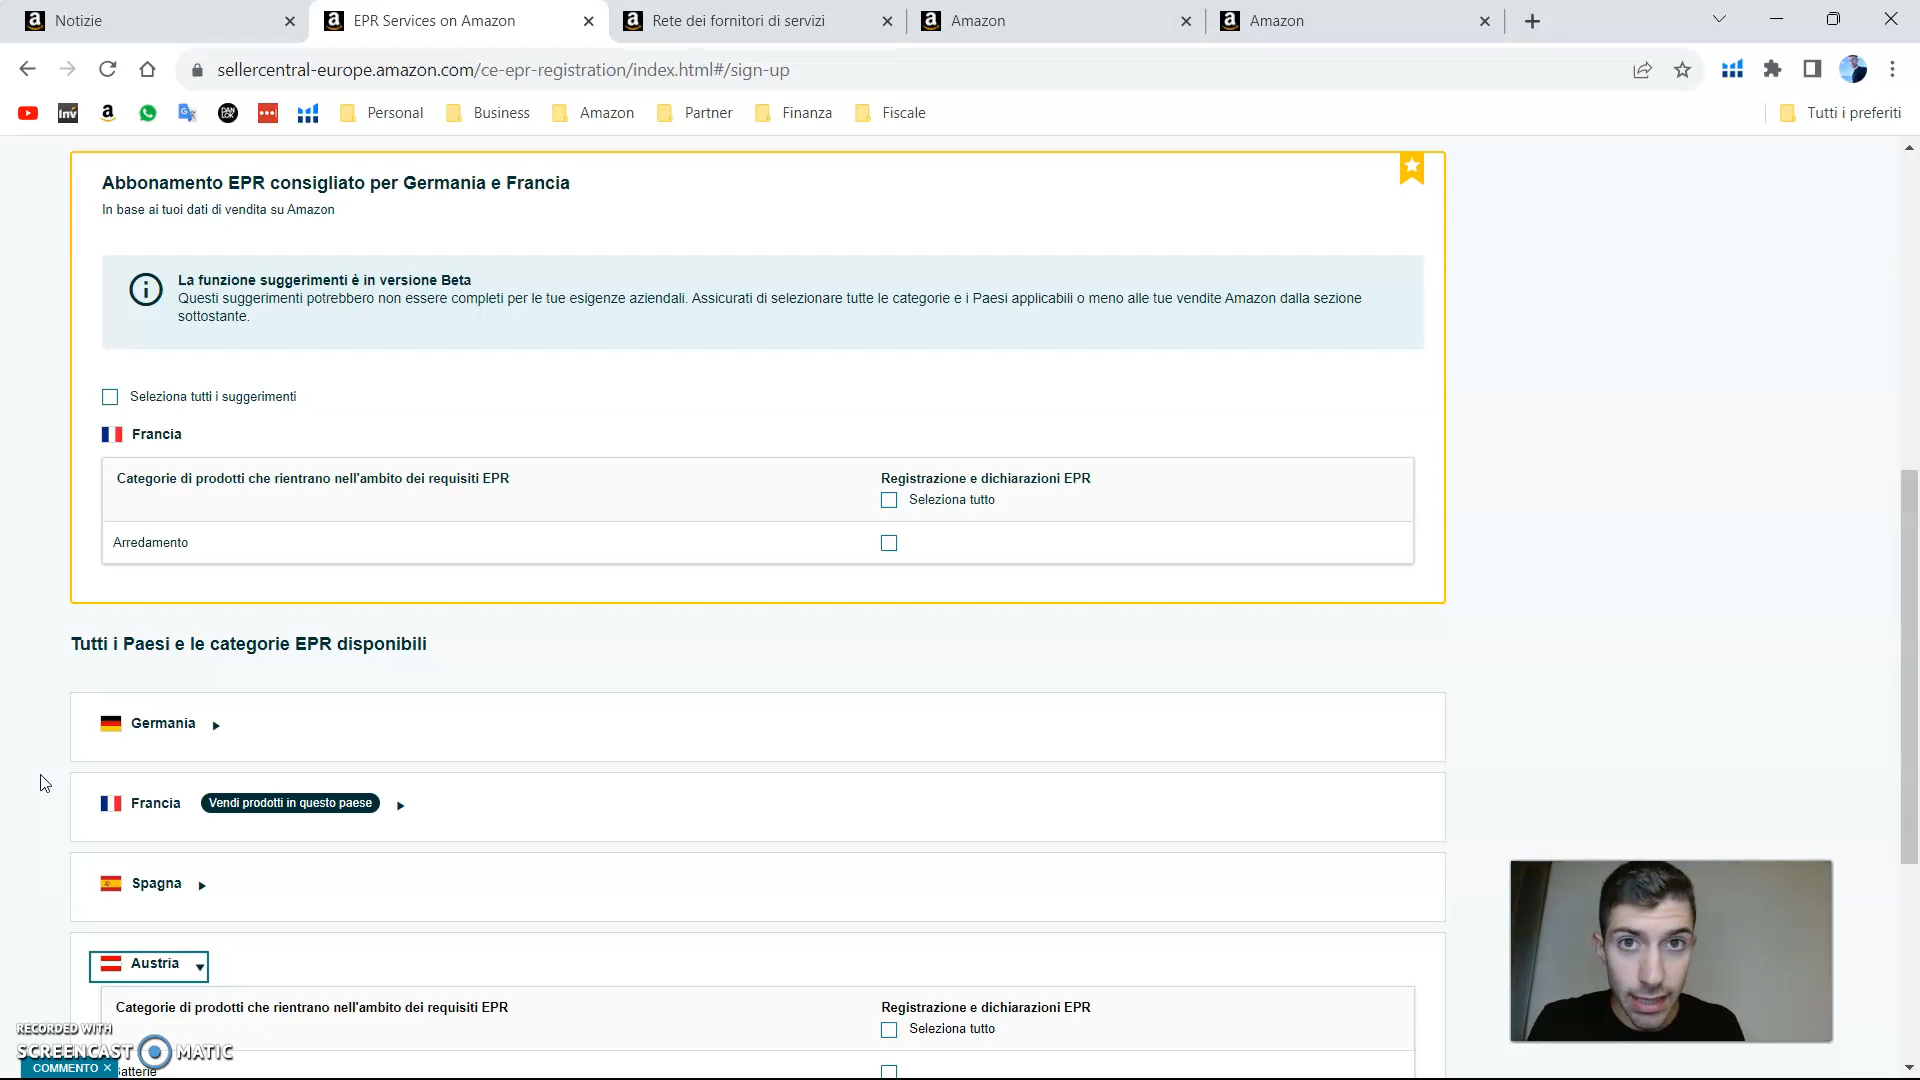 Notizie
EPR Services on Amazon
Rete dei fornitori di servizi
Amazon
Amazon
sellercentral-europe.amazon.com/ce-epr-registration/index.html#/sign-up
Inv
DAN LOK
Personal
Business
Amazon
Partner
Finanza
Fiscale
Tutti i preferiti
Abbonamento EPR consigliato per Germania e Francia
In base ai tuoi dati di vendita su Amazon
La funzione suggerimenti è in versione Beta
Questi suggerimenti potrebbero non essere completi per le tue esigenze aziendali. Assicurati di selezionare tutte le categorie e i Paesi applicabili o meno alle tue vendite Amazon dalla sezione
sottostante.
Seleziona tutti i suggerimenti
Francia
Categorie di prodotti che rientrano nell'ambito dei requisiti EPR
Registrazione e dichiarazioni EPR
Seleziona tutto
Arredamento
Tutti i Paesi e le categorie EPR disponibili
Germania
Francia
Vendi prodotti in questo paese
Spagna
Austria
Categorie di prodotti che rientrano nell'ambito dei requisiti EPR
Registrazione e dichiarazioni EPR
Seleziona tutto
RECORDED WITH
SCREENCAST MATIC
COMMENTO ×
Batterie